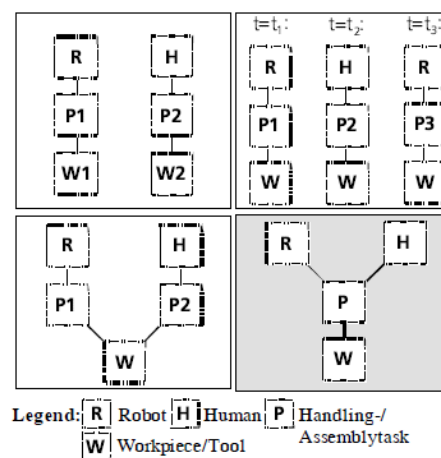 t=t1: t=t2: t=t3:
R H R H R
P1 P2 P1 P2 P3
W1 W2 W W W
R H R H
P1 P2 P
W W
Legend: R Robot H Human P Handling-/
Assemblytask
W Workpiece/Tool